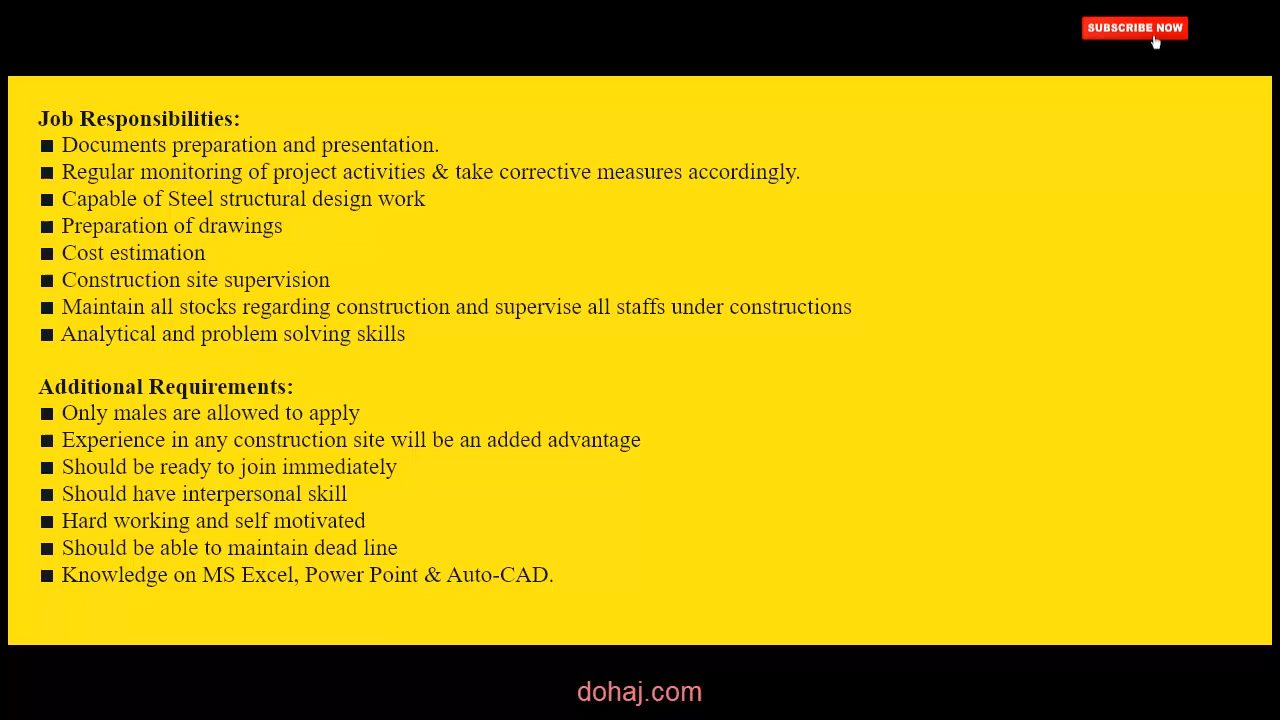 SUBSCRIBE NOW
Job Responsibilities:
■ Documents preparation and presentation.
■ Regular monitoring of project activities & take corrective measures accordingly.
■ Capable of Steel structural design work
■ Preparation of drawings
■ Cost estimation
■ Construction site supervision
■ Maintain all stocks regarding construction and supervise all staffs under constructions
■ Analytical and problem solving skills
Additional Requirements:
■ Only males are allowed to apply
■ Experience in any construction site will be an added advantage
■ Should be ready to join immediately
■ Should have interpersonal skill
■ Hard working and self motivated
■ Should be able to maintain dead line
■ Knowledge on MS Excel, Power Point & Auto-CAD.
dohaj.com